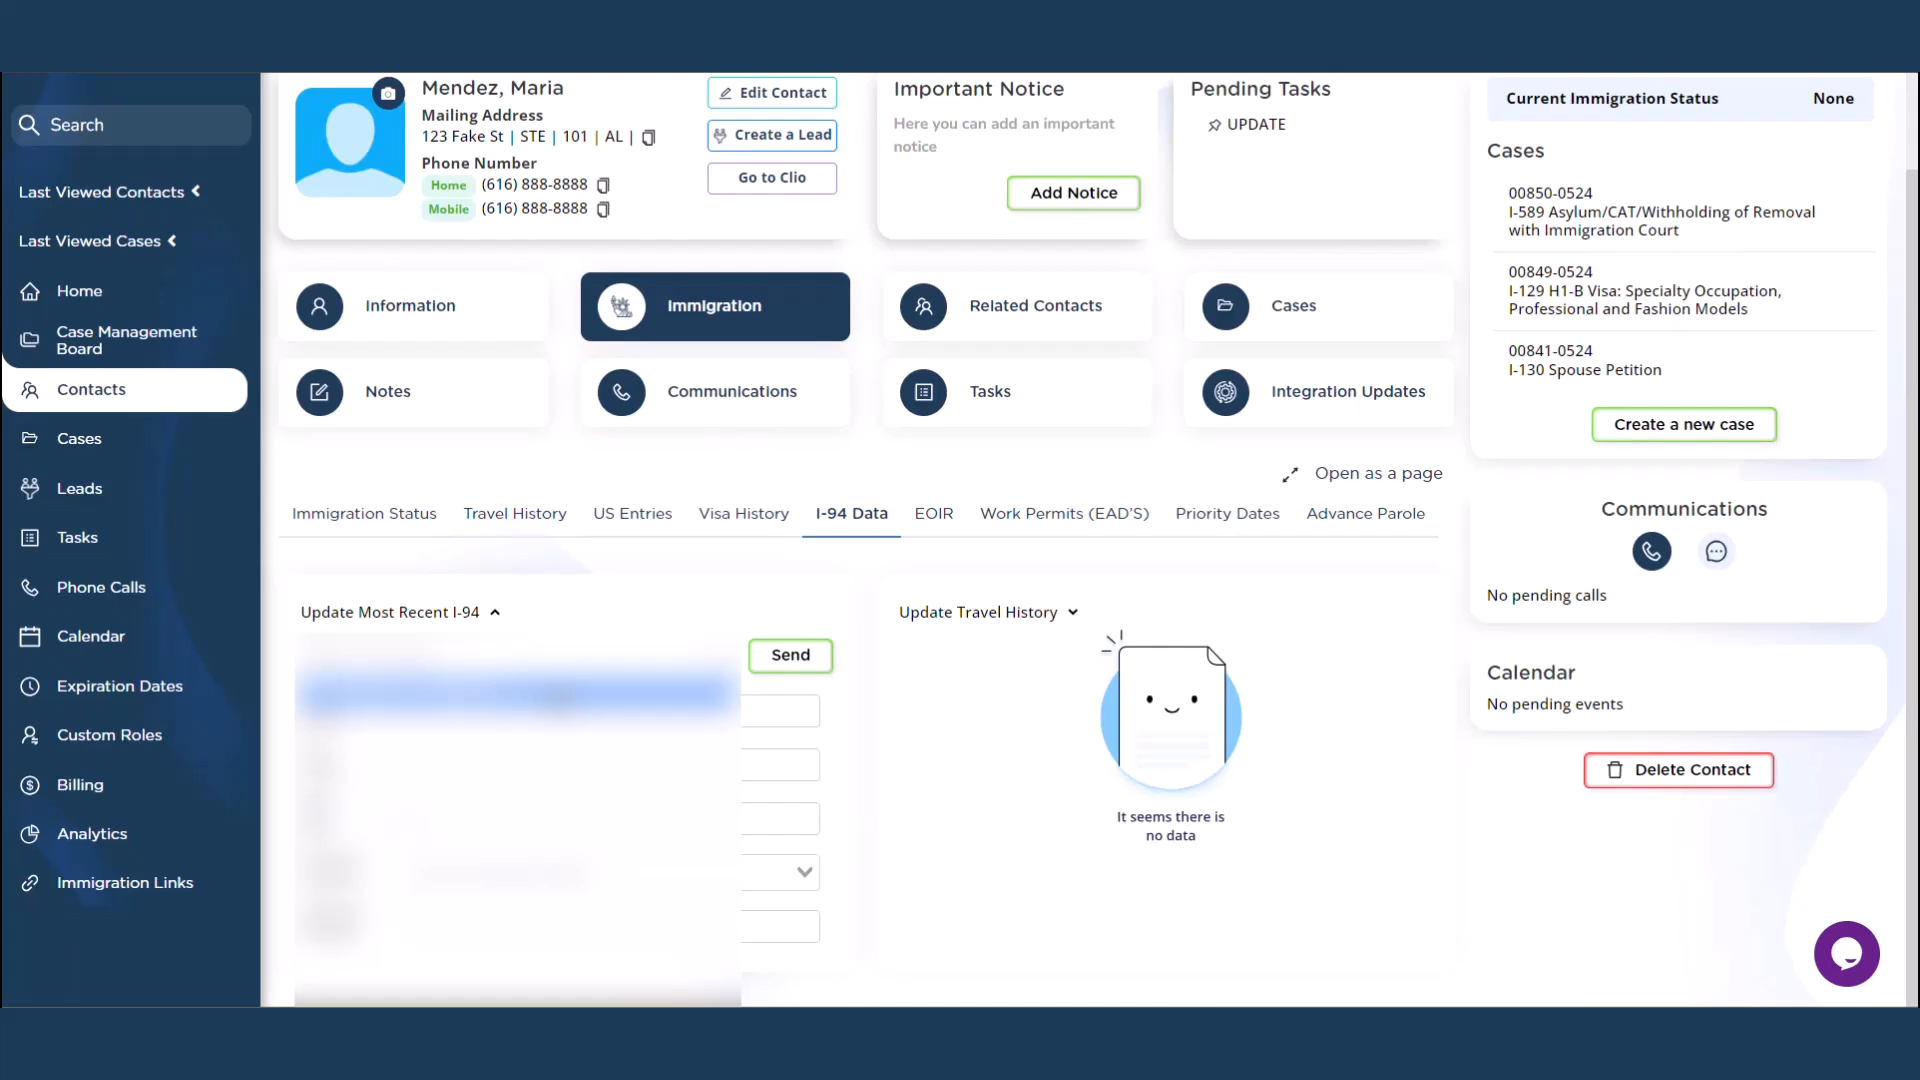 Search
Last Viewed Contacts
Last Viewed Cases
Home
Case Management
Board
Contacts
Cases
Leads
Tasks
Phone Calls
Calendar
Expiration Dates
Custom Roles
Billing
Analytics
Immigration Links
Mendez, Maria
Mailing Address
123 Fake St | STE | 101 | AL |
Phone Number
Home (616) 888-8888
Mobile (616) 888-8888
Edit Contact
Create a Lead
Go to Clio
Important Notice
Here you can add an important
notice
Add Notice
Pending Tasks
UPDATE
Information
Immigration
Related Contacts
Cases
Notes
Communications
Tasks
Integration Updates
Open as a page
Immigration Status Travel History US Entries Visa History I-94 Data EOIR Work Permits (EAD'S) Priority Dates Advance Parole
Update Most Recent I-94
Send
Update Travel History
It seems there is
no data
Current Immigration Status None
Cases
00850-0524
I-589 Asylum/CAT/Withholding of Removal
with Immigration Court
00849-0524
I-129 H1-B Visa: Specialty Occupation,
Professional and Fashion Models
00841-0524
I-130 Spouse Petition
Create a new case
Communications
No pending calls
Calendar
No pending events
Delete Contact